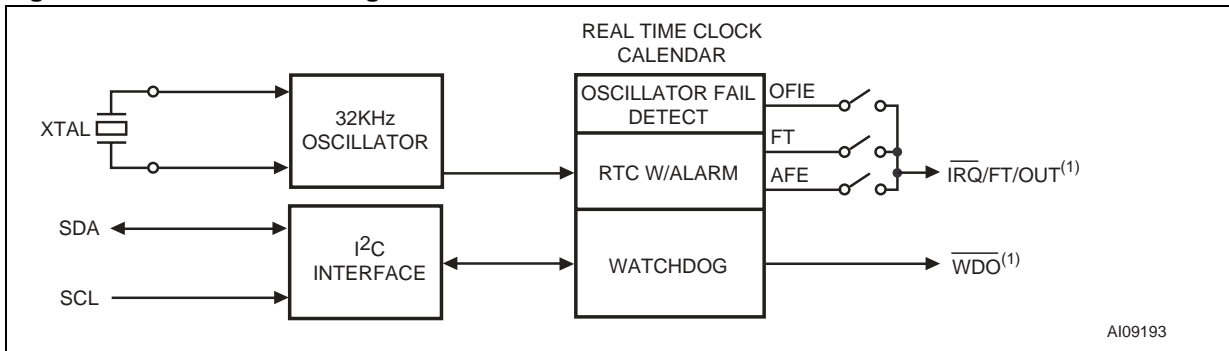 REAL TIME CLOCK
CALENDAR
OSCILLATOR FAIL
DETECT
OFIE
XTAL
32KHz
OSCILLATOR
FT
RTC W/ALARM
AFE
IRQ/FT/OUT(1)
SDA
I2C
INTERFACE
WATCHDOG
WDO(1)
SCL
AI09193